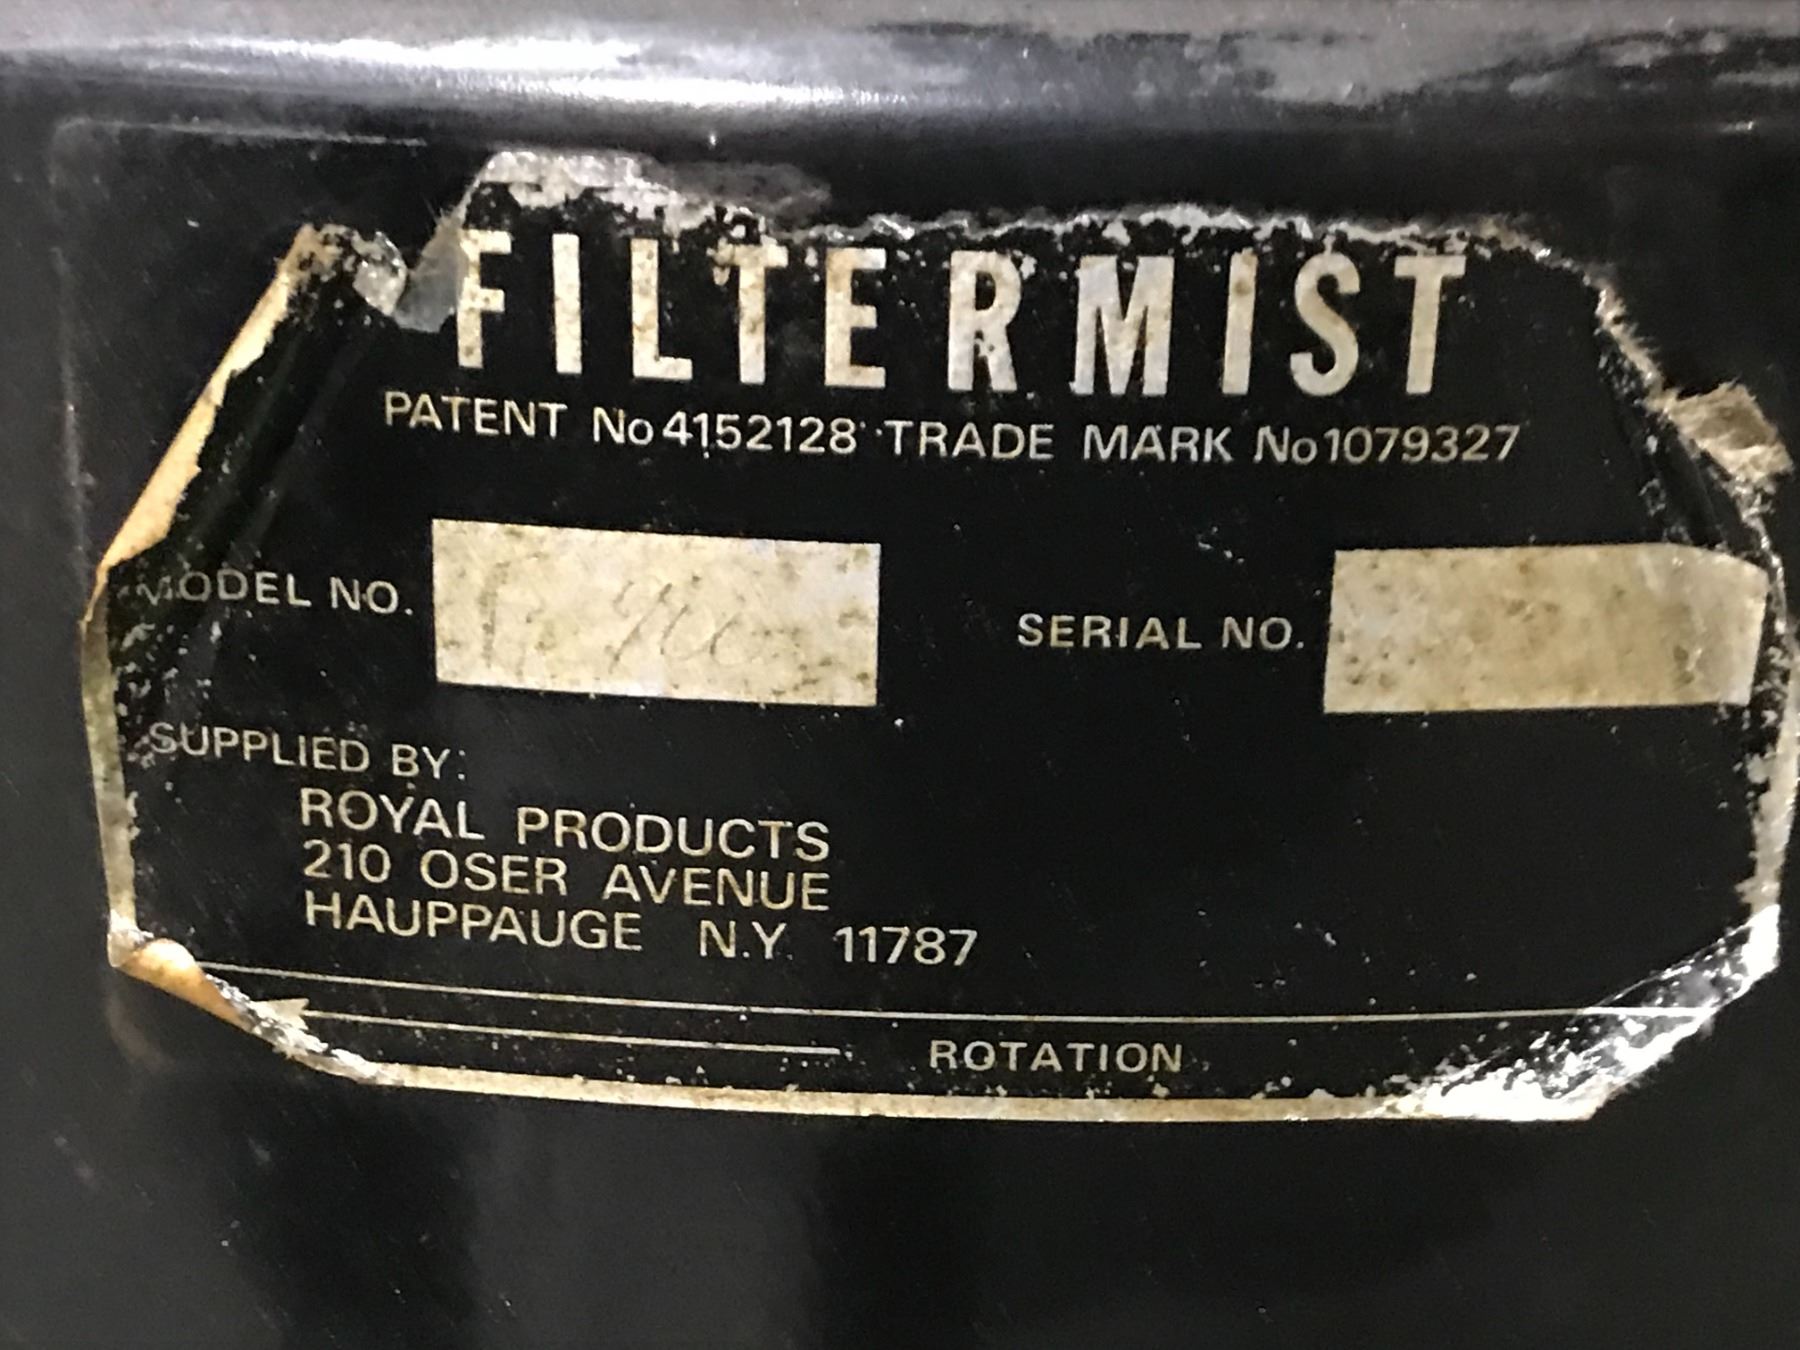 FILTERMIST
PATENT No 4152128 TRADE MARK No 1079327
MODEL NO.
SERIAL NO.
SUPPLIED BY:
ROYAL PRODUCTS
210 OSER AVENUE
HAUPPAUGE N.Y. 11787
ROTATION